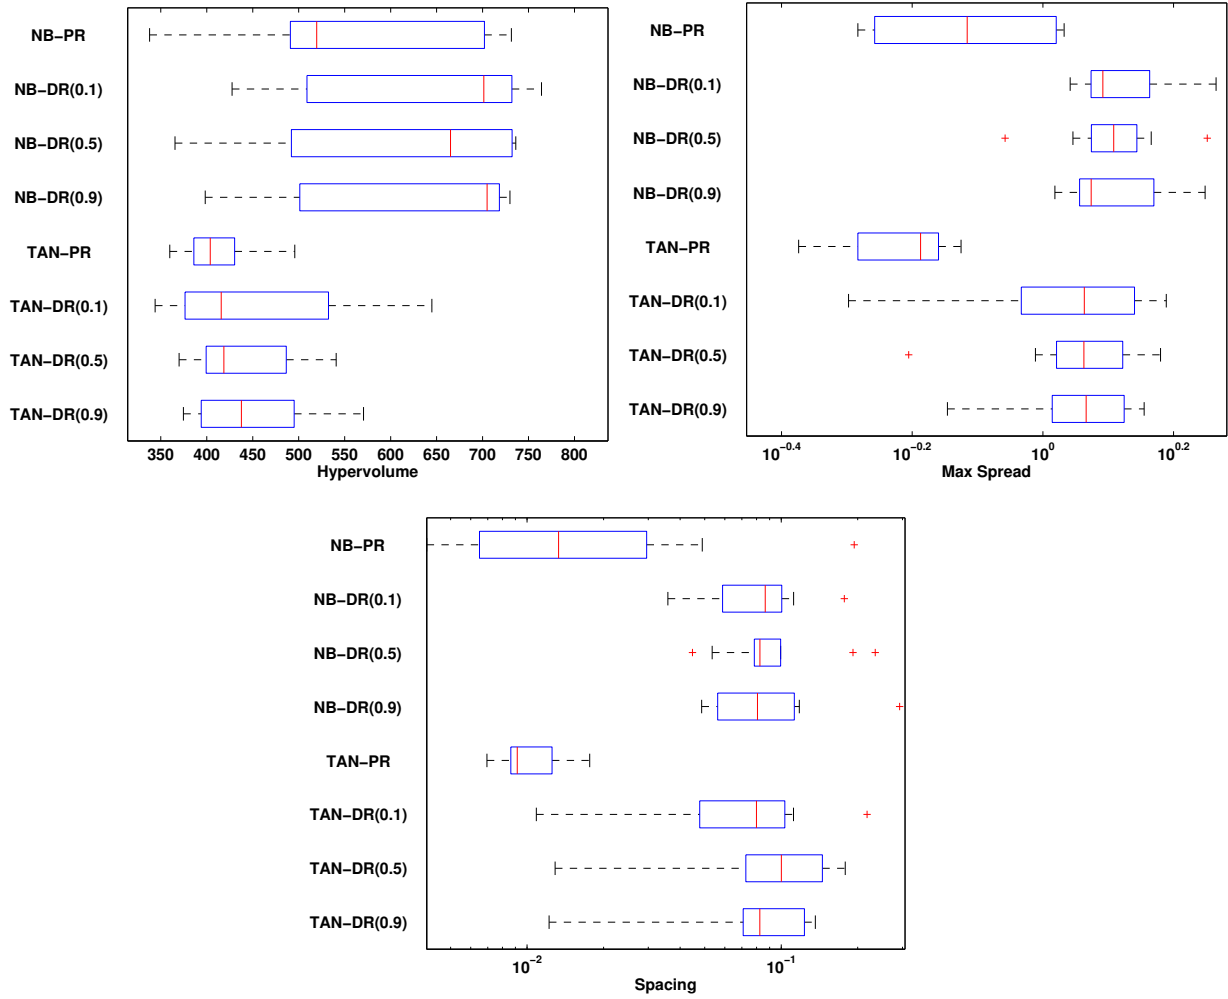 NB−PR
NB−DR(0.1)
NB−DR(0.5)
NB−DR(0.9)
TAN−PR
TAN−DR(0.1)
TAN−DR(0.5)
TAN−DR(0.9)
350 400 450 500 550 600 650 700 750 800
Hypervolume
NB−PR
NB−DR(0.1)
NB−DR(0.5)
NB−DR(0.9)
TAN−PR
TAN−DR(0.1)
TAN−DR(0.5)
TAN−DR(0.9)
10^−0.4 10^−0.2 10^0 10^0.2
Max Spread
NB−PR
NB−DR(0.1)
NB−DR(0.5)
NB−DR(0.9)
TAN−PR
TAN−DR(0.1)
TAN−DR(0.5)
TAN−DR(0.9)
10^−2 10^−1
Spacing